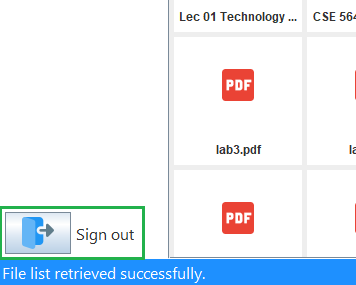 Lec 01 Technology ... CSE 564
PDF
lab3.pdf
PDF
Sign out
File list retrieved successfully.